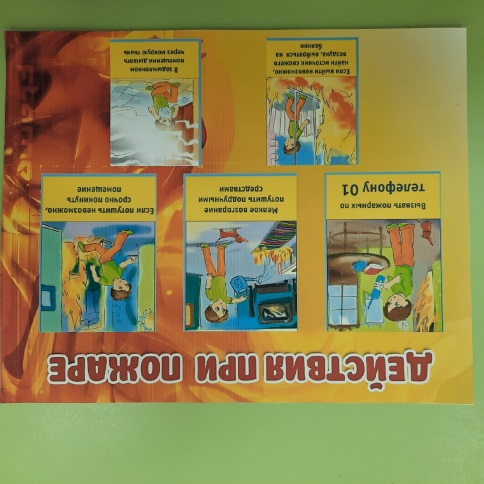 ДЕЙСТВИЯ ПРИ ПОЖАРЕ
Вызвать пожарных по
телефону 01
Мелкое возгорание
потушить подручными
средствами
Если потушить невозможно,
срочно покинуть
помещение
Если выйти невозможно,
найти источник свежего
воздуха, выбраться на
балкон
В задымленном
помещении дышать
через мокрую ткань